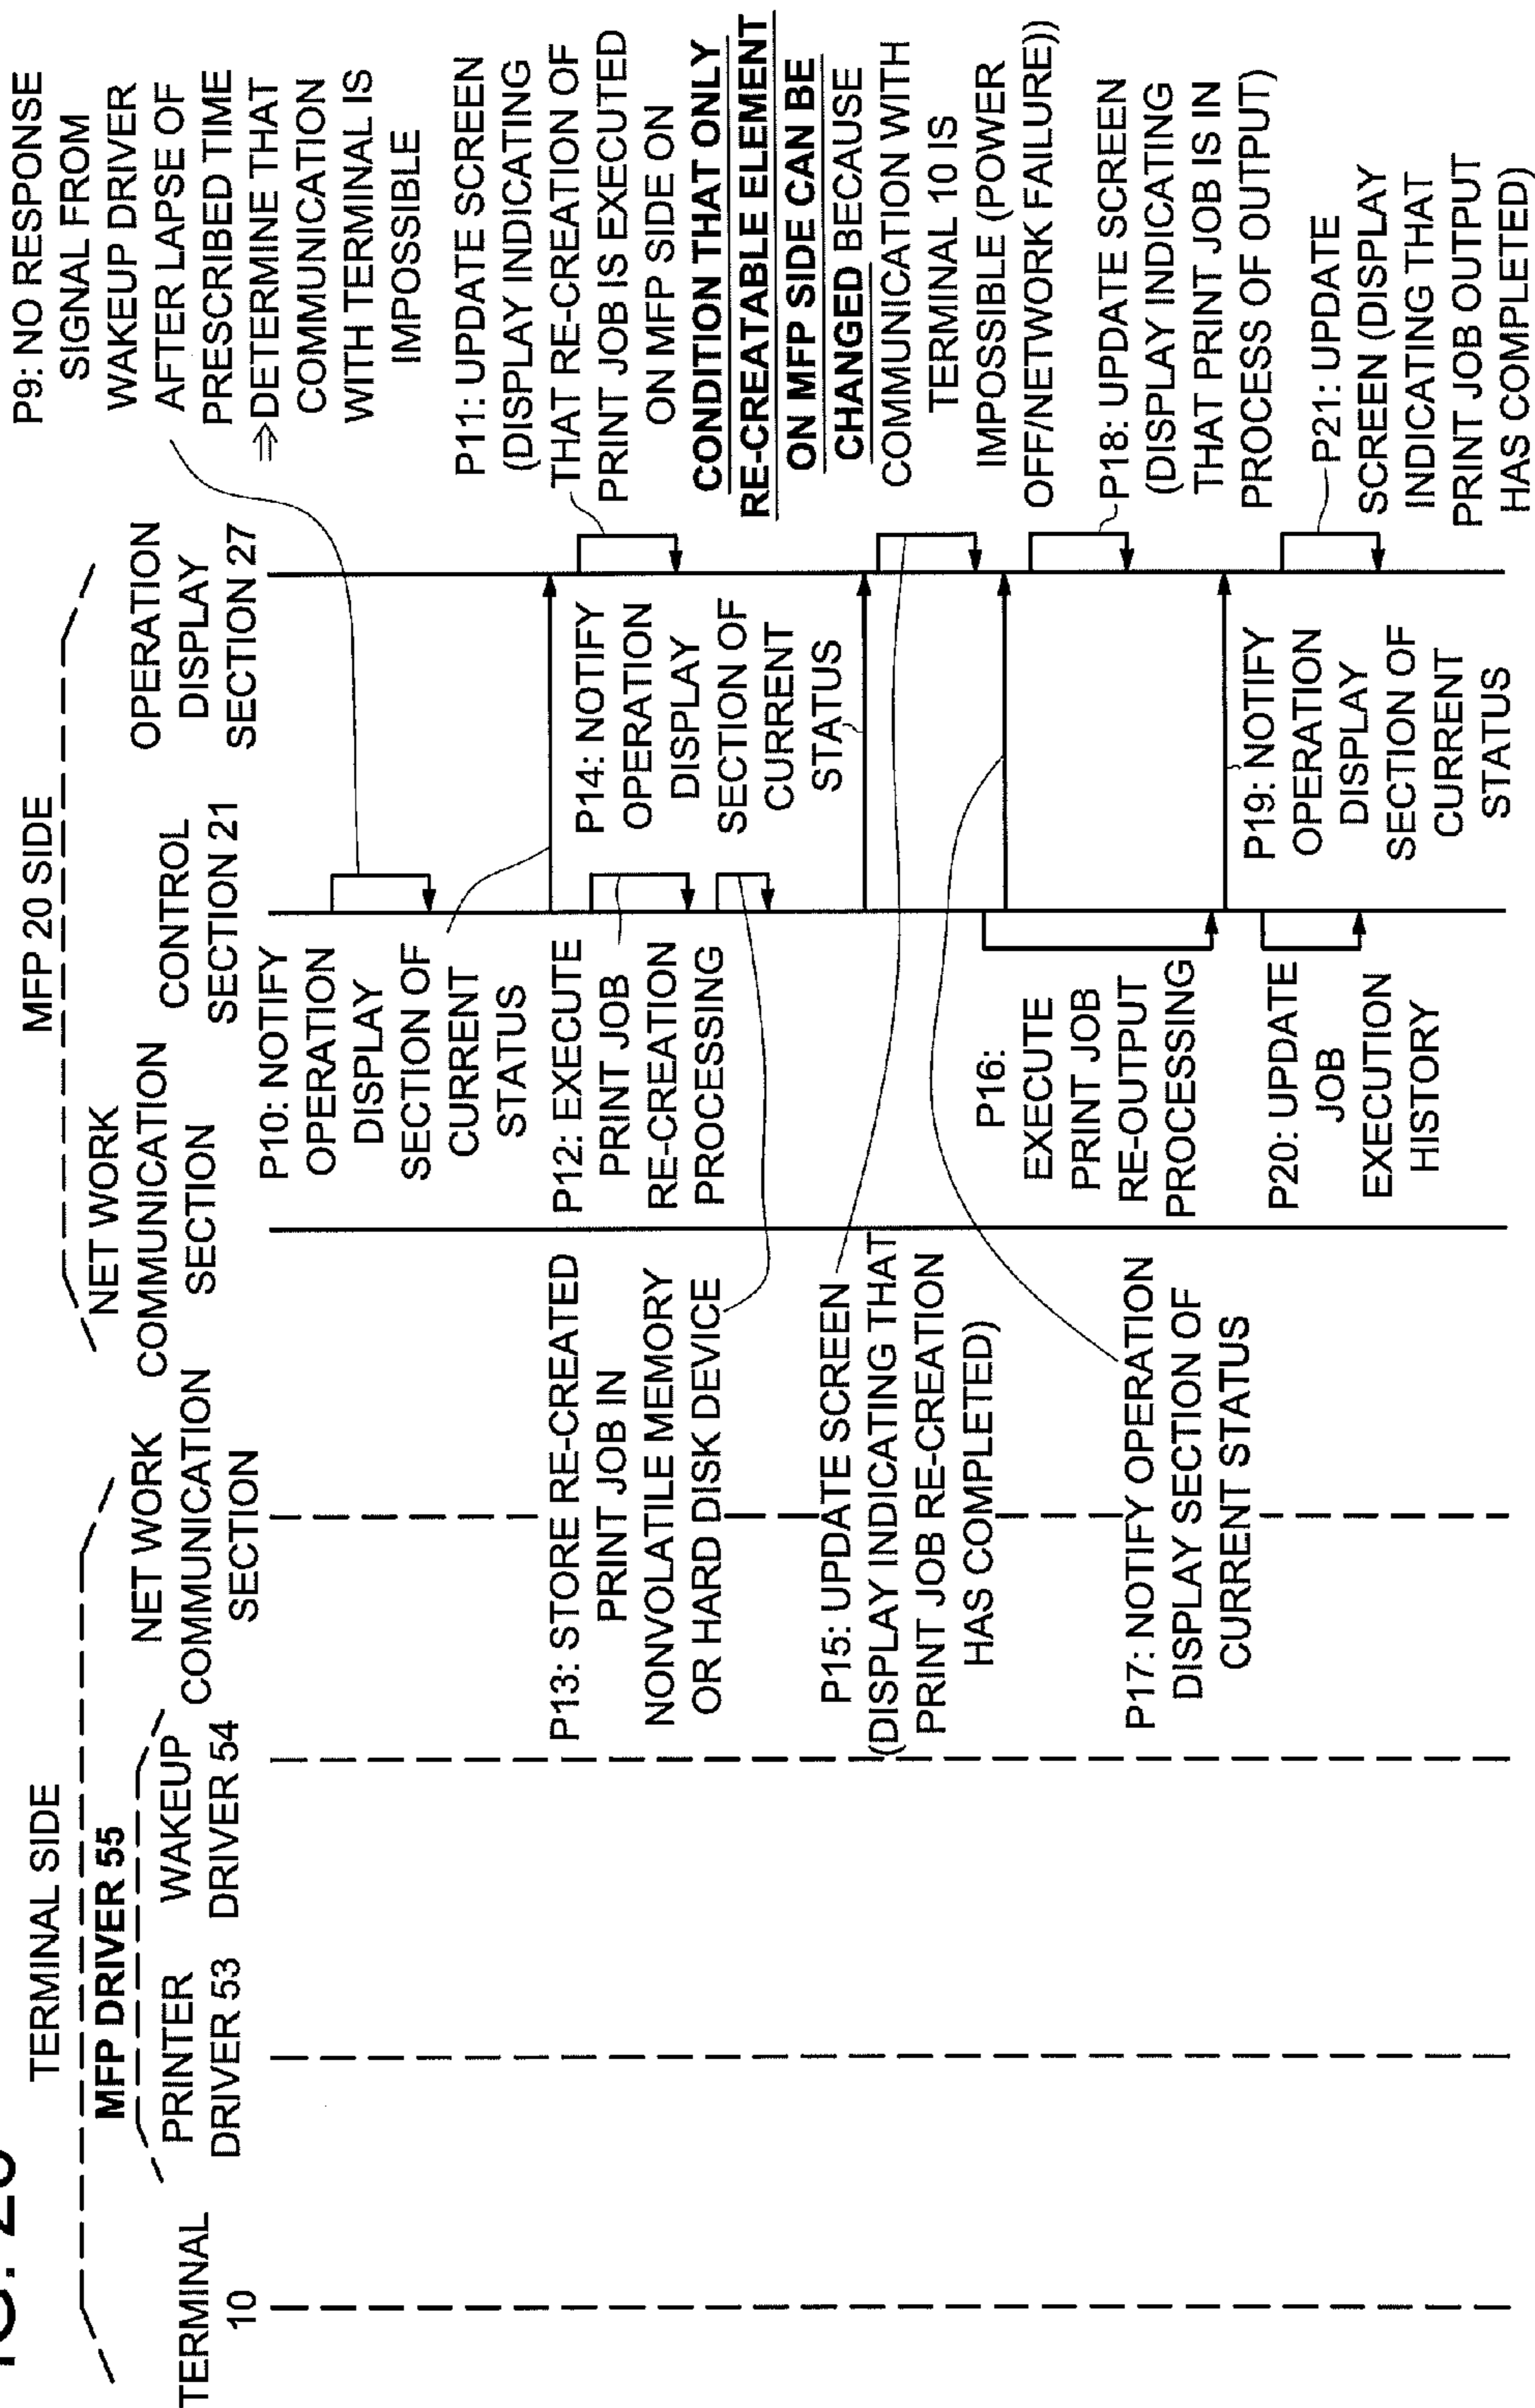 TERMINAL SIDE
MFP 20 SIDE
MFP DRIVER 55
TERMINAL
10
PRINTER
DRIVER 53
WAKEUP
DRIVER 54
NET WORK
COMMUNICATION
SECTION
NET WORK
COMMUNICATION
SECTION
CONTROL
SECTION 21
OPERATION
DISPLAY
SECTION 27
P9: NO RESPONSE
SIGNAL FROM
WAKEUP DRIVER
AFTER LAPSE OF
PRESCRIBED TIME
⇒DETERMINE THAT
COMMUNICATION
WITH TERMINAL IS
IMPOSSIBLE
P10: NOTIFY
OPERATION
DISPLAY
SECTION OF
CURRENT
STATUS
P11: UPDATE SCREEN
(DISPLAY INDICATING
THAT RE-CREATION OF
PRINT JOB IS EXECUTED
ON MFP SIDE ON
CONDITION THAT ONLY
RE-CREATABLE ELEMENT
ON MFP SIDE CAN BE
CHANGED BECAUSE
COMMUNICATION WITH
TERMINAL 10 IS
IMPOSSIBLE (POWER
OFF/NETWORK FAILURE))
P12: EXECUTE
PRINT JOB
RE-CREATION
PROCESSING
P13: STORE RE-CREATED
PRINT JOB IN
NONVOLATILE MEMORY
OR HARD DISK DEVICE
P14: NOTIFY
OPERATION
DISPLAY
SECTION OF
CURRENT
STATUS
P15: UPDATE SCREEN
(DISPLAY INDICATING THAT
PRINT JOB RE-CREATION
HAS COMPLETED)
P16:
EXECUTE
PRINT JOB
RE-OUTPUT
PROCESSING
P17: NOTIFY OPERATION
DISPLAY SECTION OF
CURRENT STATUS
P18: UPDATE SCREEN
(DISPLAY INDICATING
THAT PRINT JOB IS IN
PROCESS OF OUTPUT)
P19: NOTIFY
OPERATION
DISPLAY
SECTION OF
CURRENT
STATUS
P20: UPDATE
JOB
EXECUTION
HISTORY
P21: UPDATE
SCREEN (DISPLAY
INDICATING THAT
PRINT JOB OUTPUT
HAS COMPLETED)